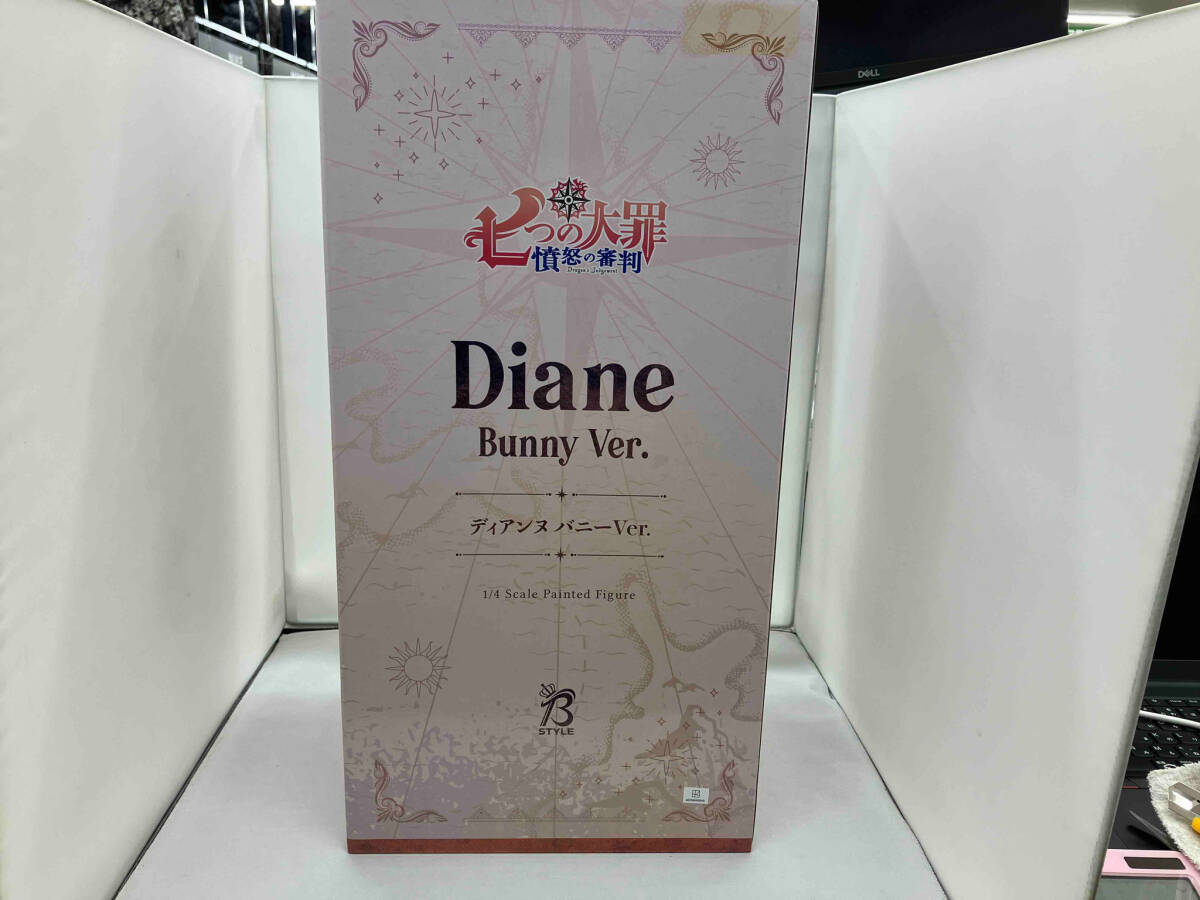 DELL
七つの大罪
憤怒の審判
Dragon's Judgement
Diane
Bunny Ver.
ディアンヌ バニーVer.
1/4 Scale Painted Figure
B
STYLE